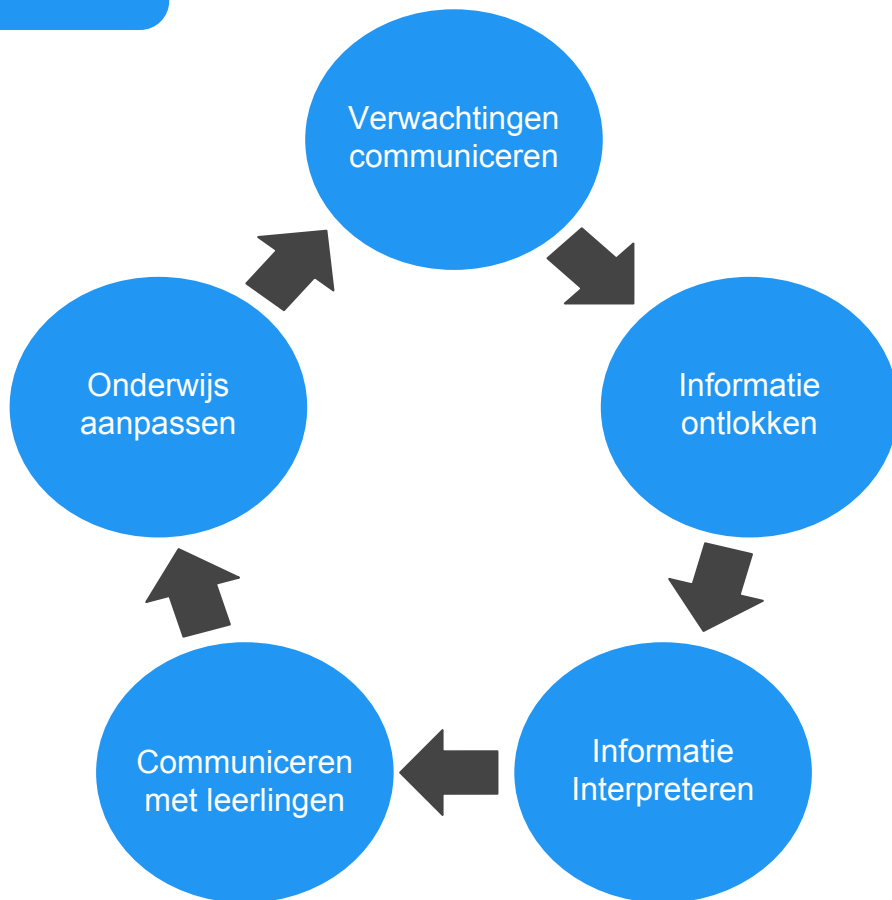 Verwachtingen
communiceren
Informatie
ontlokken
Informatie
Interpreteren
Communiceren
met leerlingen
Onderwijs
aanpassen